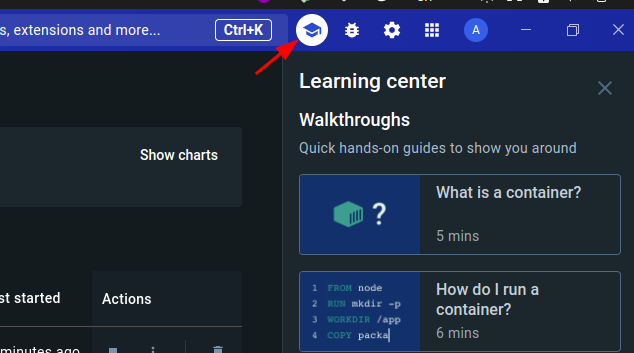 s, extensions and more... Ctrl+K A
Learning center
Walkthroughs
Quick hands-on guides to show you around
Show charts
?
What is a container?
5 mins
1 FROM node
2 RUN mkdir -p
3 WORKDIR /app
4 COPY packa
How do I run a
container?
6 mins
st started Actions
minutes ago